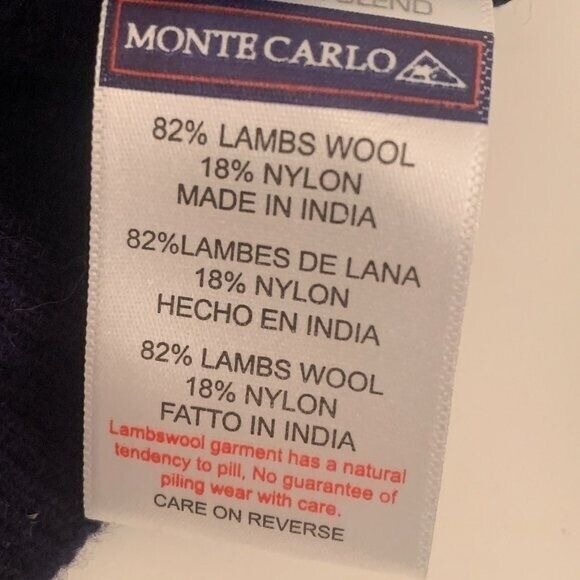 BLEND
MONTE CARLO
82% LAMBS WOOL
18% NYLON
MADE IN INDIA
82%LAMBES DE LANA
18% NYLON
HECHO EN INDIA
82% LAMBS WOOL
18% NYLON
FATTO IN INDIA
Lambswool garment has a natural
tendency to pill, No guarantee of
piling wear with care.
CARE ON REVERSE